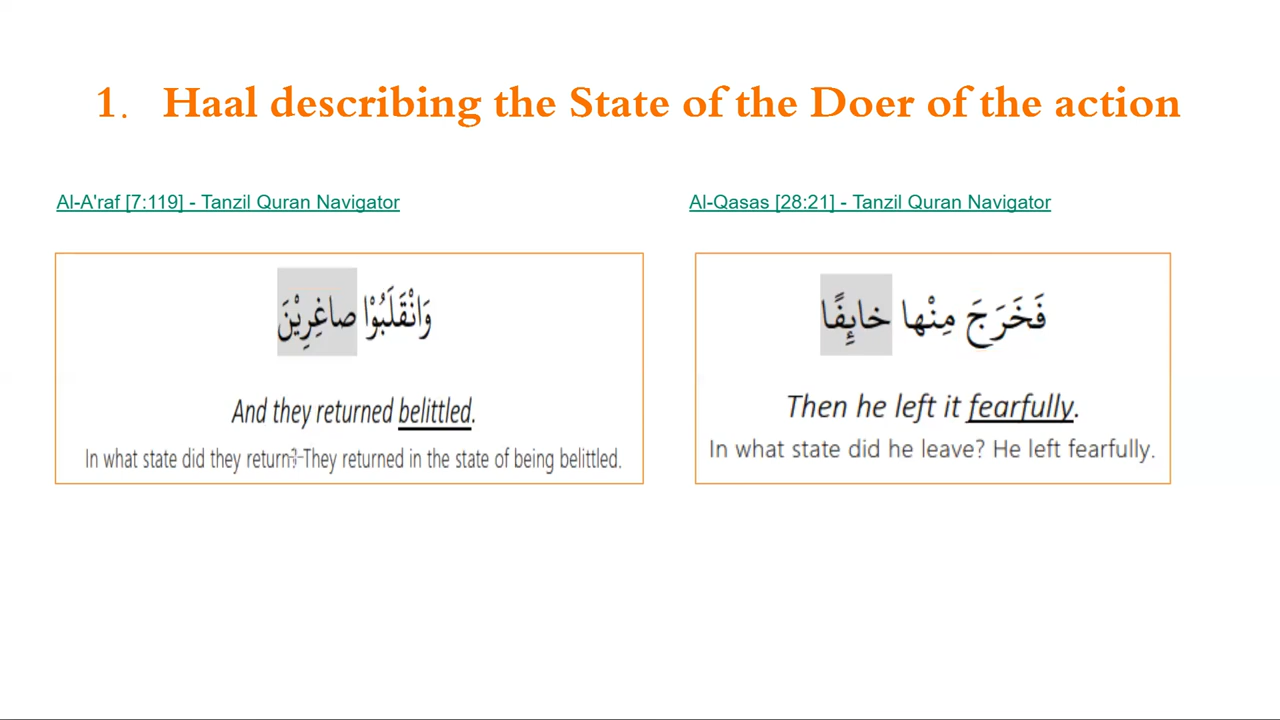 1. Haal describing the State of the Doer of the action
Al-A'raf [7:119] - Tanzil Quran Navigator
وَانْقَلَبُوْا صاغِرِيْنَ
And they returned belittled.
In what state did they return? They returned in the state of being belittled.
Al-Qasas [28:21] - Tanzil Quran Navigator
فَخَرَجَ مِنْها خايِٕفًا
Then he left it fearfully.
In what state did he leave? He left fearfully.